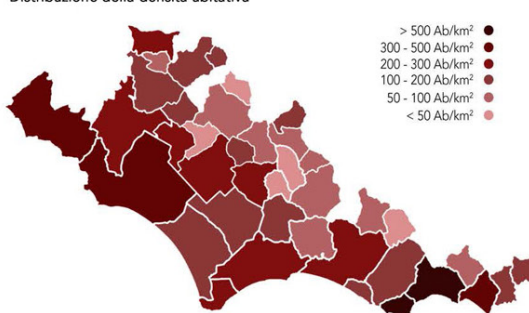 Distribuzione della densità abitativa
> 500 Ab/km²
300 - 500 Ab/km²
200 - 300 Ab/km²
100 - 200 Ab/km²
50 - 100 Ab/km²
< 50 Ab/km²